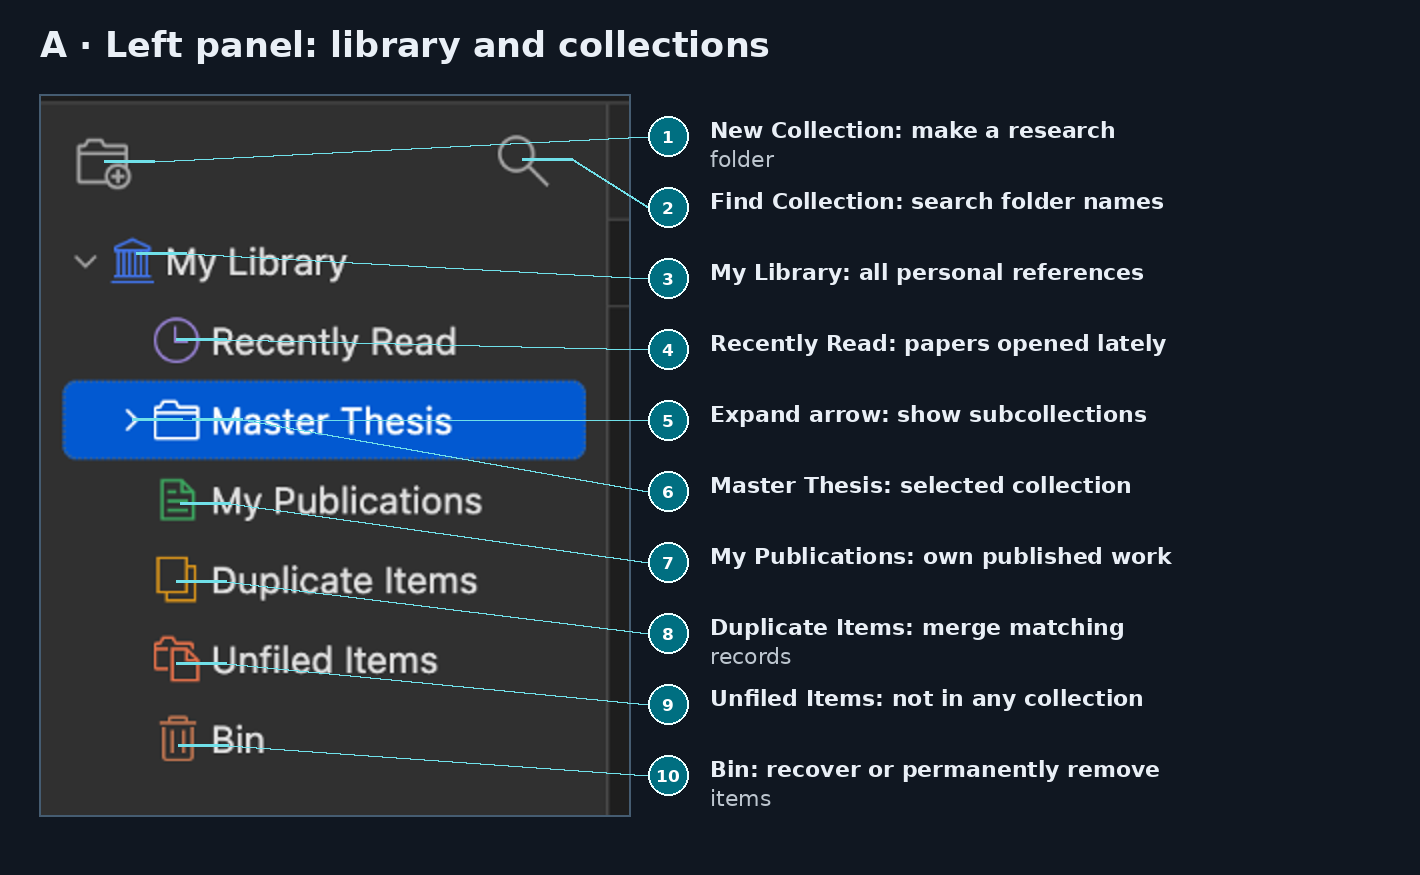 A · Left panel: library and collections
My Library
Recently Read
Master Thesis
My Publications
Duplicate Items
Unfiled Items
Bin
1 New Collection: make a research
folder
2 Find Collection: search folder names
3 My Library: all personal references
4 Recently Read: papers opened lately
5 Expand arrow: show subcollections
6 Master Thesis: selected collection
7 My Publications: own published work
8 Duplicate Items: merge matching
records
9 Unfiled Items: not in any collection
10 Bin: recover or permanently remove
items